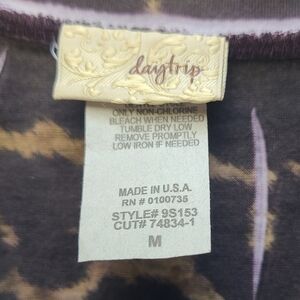 daytrip
ONLY NON-CHLORINE
BLEACH WHEN NEEDED
TUMBLE DRY LOW
REMOVE PROMPTLY
LOW IRON IF NEEDED
MADE IN U.S.A.
RN # 0100735
STYLE# 9S153
CUT# 74834-1
M